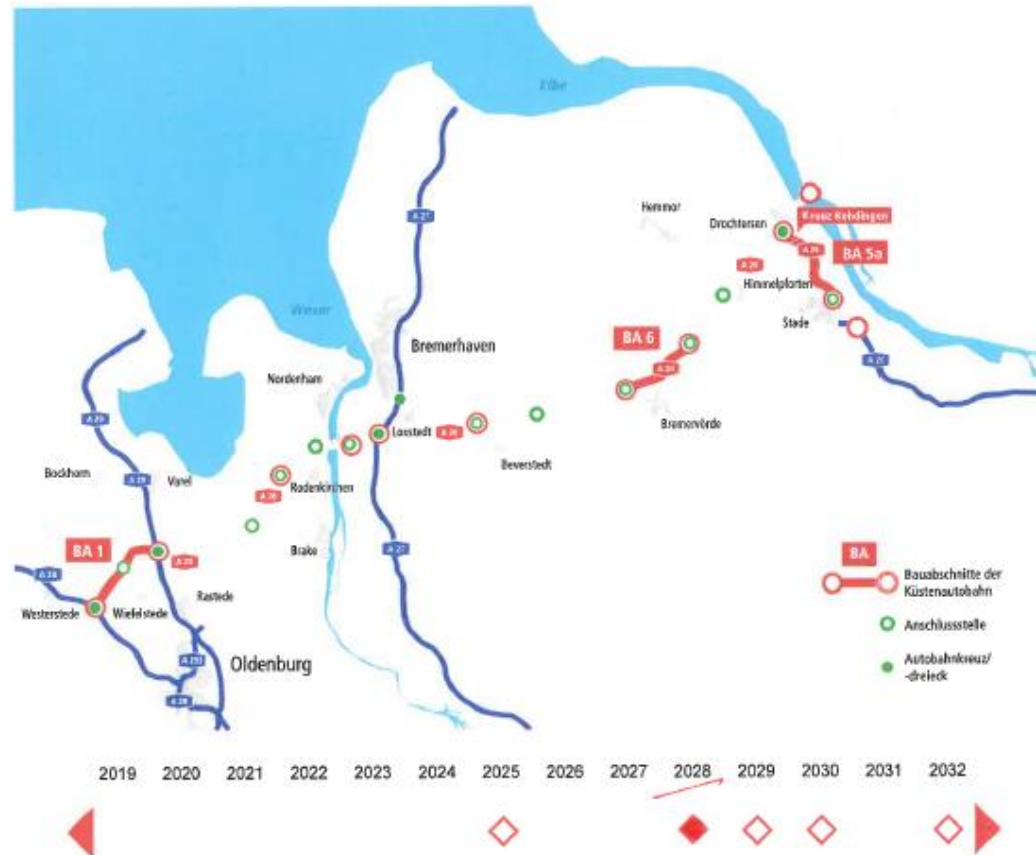 Elbe
A 27
Hemmor
Drochtersen
Kreuz Kehdingen
A 26
BA 5a
A 20
Himmelpforten
Stade
Weser
Bremerhaven
BA 6
A 20
Nordenham
A 29
Bremervörde
Loxstedt
A 20
Bockhorn
A 29
Varel
Rodenkirchen
A 20
Beverstedt
BA 1
Brake
A 27
A 20
A 28
Rastede
Westerstede
Wiefelstede
BA
Bauabschnitte der
Küstenautobahn
Oldenburg
A 293
Anschlussstelle
A 28
Autobahnkreuz/
-dreieck
2019 2020 2021 2022 2023 2024 2025 2026 2027 2028 2029 2030 2031 2032